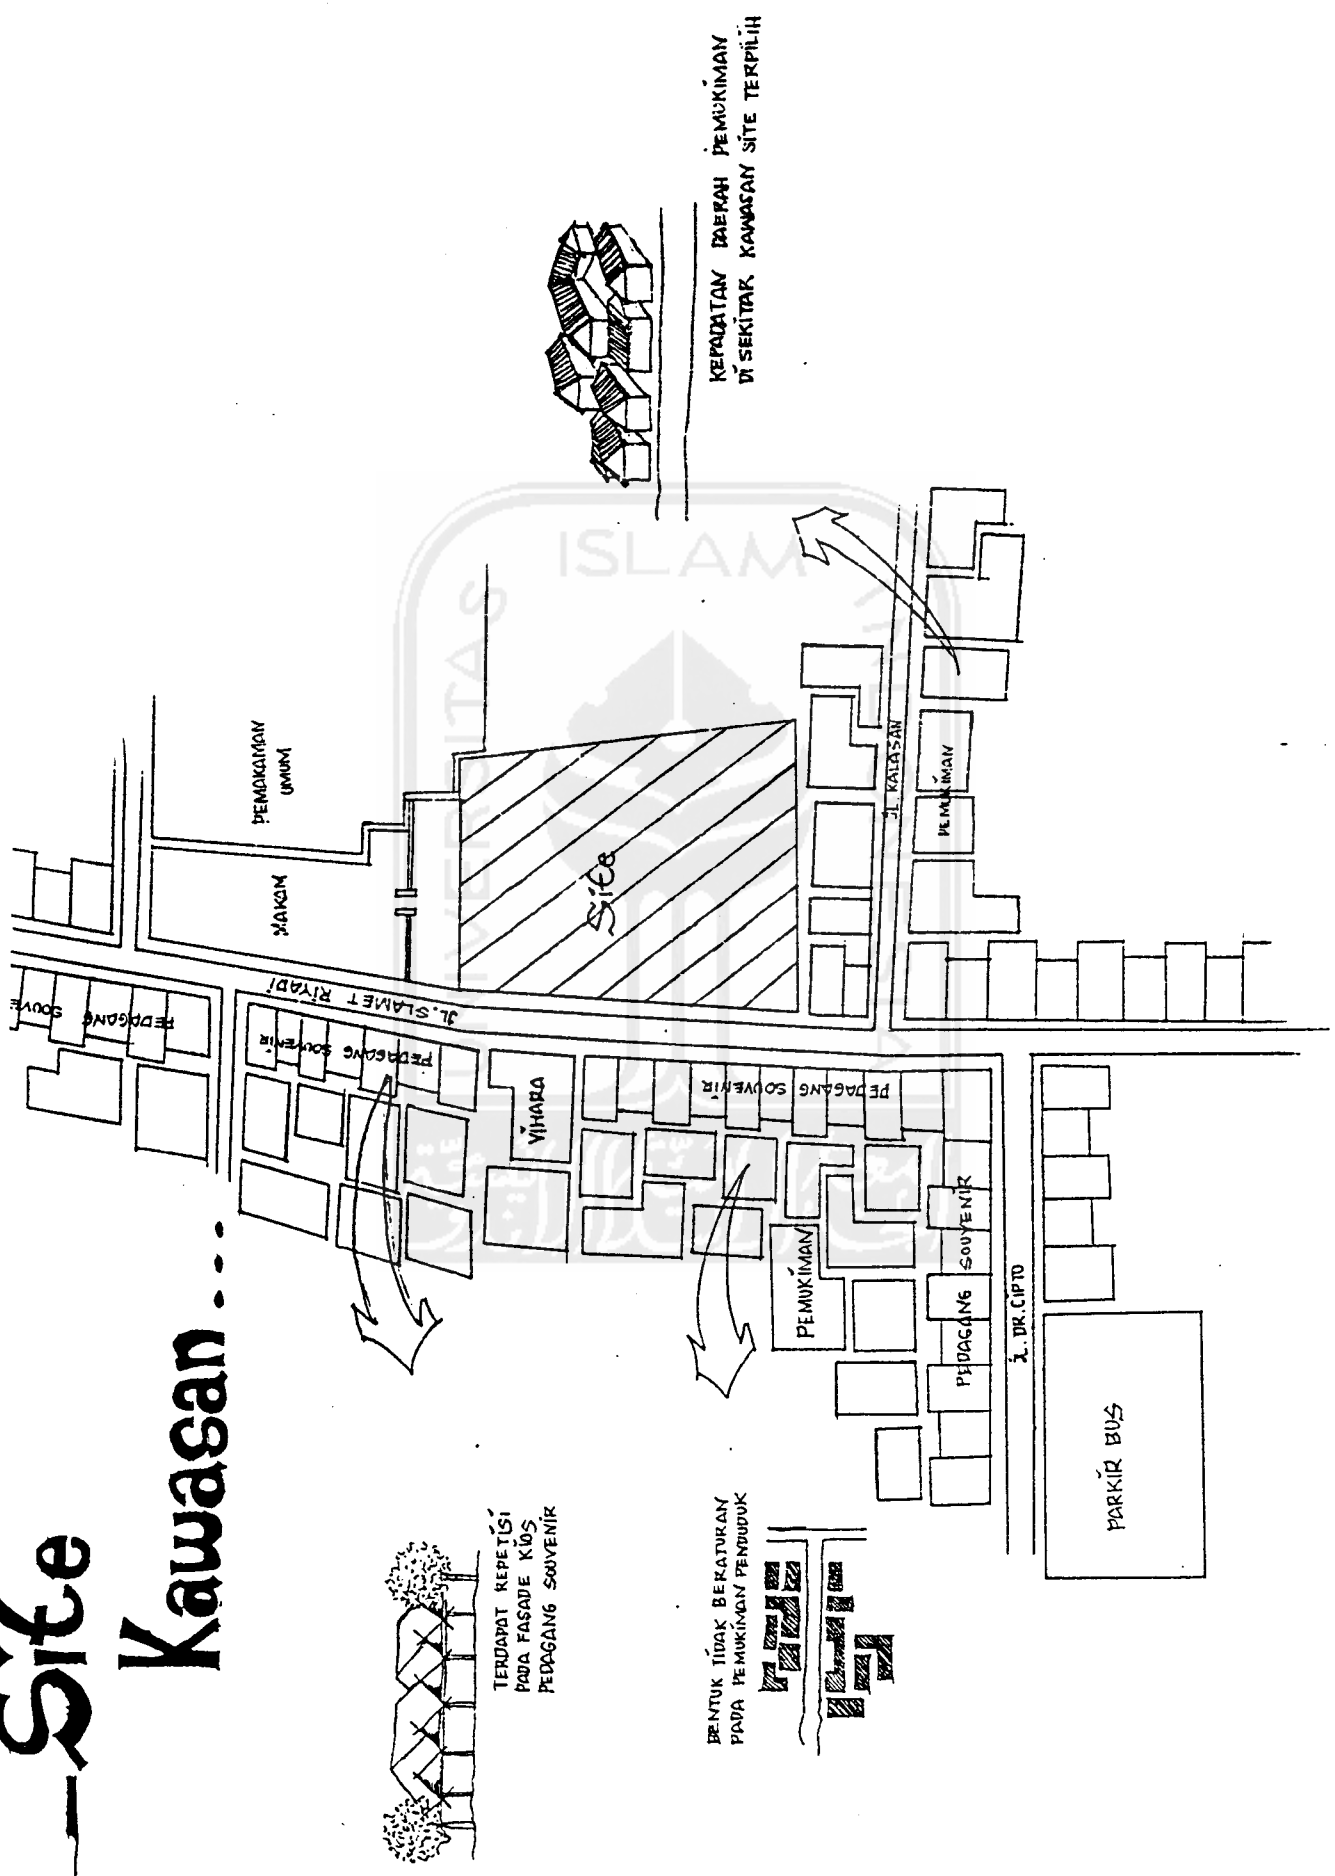 Site
Kawasan...
TERDAPAT REPETISI
PADA FASADE KIOS
PEDAGANG SOUVENIR
BENTUK TIDAK BERATURAN
PADA PEMUKIMAN PENDUDUK
KEPADATAN DAERAH PEMUKIMAN
DI SEKITAR KAWASAN SITE TERPILIH
PEMAKAMAN
UMUM
MAKAM
PEDAGANG SOUVE
JL. SLAMET RIYADI
PEDAGANG SOUVENIR
VIHARA
PEDAGANG SOUVENIR
PEMUKIMAN
PEDAGANG SOUVENIR
JL. DR. CIPTO
PARKIR BUS
Site
JL. KALASAN
PEMUKIMAN
UNIVERSITAS
ISLAM